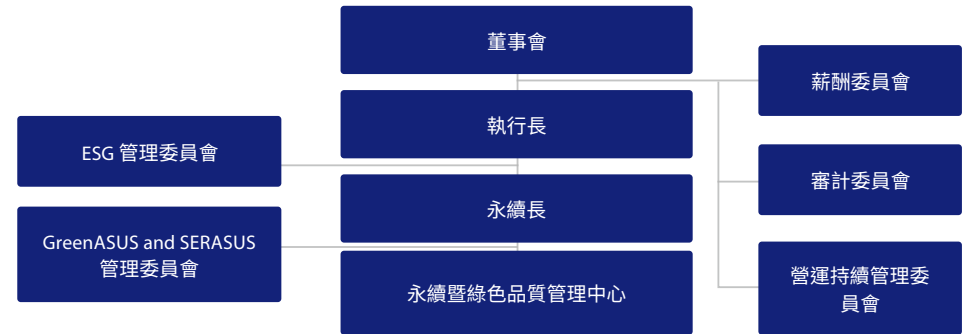 董事會
薪酬委員會
執行長
ESG 管理委員會
審計委員會
永續長
GreenASUS and SERASUS
管理委員會
永續暨綠色品質管理中心
營運持續管理委
員會